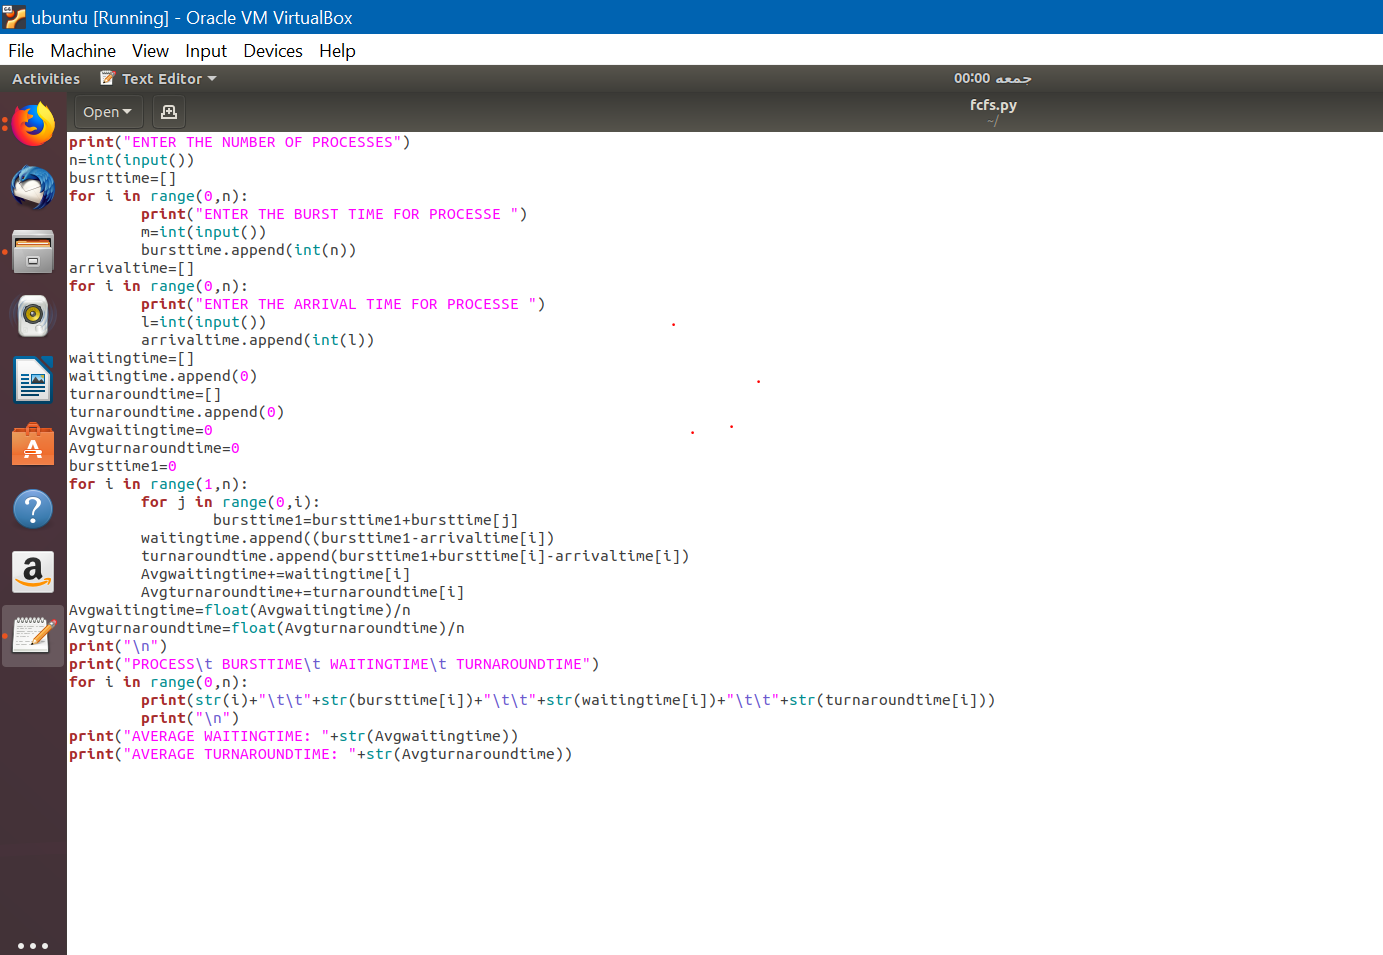 ubuntu [Running] - Oracle VM VirtualBox
File Machine View Input Devices Help
Activities Text Editor جمعه 00:00
Open fcfs.py
~/
print("ENTER THE NUMBER OF PROCESSES")
n=int(input())
busrttime=[]
for i in range(0,n):
        print("ENTER THE BURST TIME FOR PROCESSE ")
        m=int(input())
        bursttime.append(int(n))
arrivaltime=[]
for i in range(0,n):
        print("ENTER THE ARRIVAL TIME FOR PROCESSE ")
        l=int(input())
        arrivaltime.append(int(l))
waitingtime=[]
waitingtime.append(0)
turnaroundtime=[]
turnaroundtime.append(0)
Avgwaitingtime=0
Avgturnaroundtime=0
bursttime1=0
for i in range(1,n):
        for j in range(0,i):
                bursttime1=bursttime1+bursttime[j]
        waitingtime.append((bursttime1-arrivaltime[i])
        turnaroundtime.append(bursttime1+bursttime[i]-arrivaltime[i])
        Avgwaitingtime+=waitingtime[i]
        Avgturnaroundtime+=turnaroundtime[i]
Avgwaitingtime=float(Avgwaitingtime)/n
Avgturnaroundtime=float(Avgturnaroundtime)/n
print("\n")
print("PROCESS\t BURSTTIME\t WAITINGTIME\t TURNAROUNDTIME")
for i in range(0,n):
        print(str(i)+"\t\t"+str(bursttime[i])+"\t\t"+str(waitingtime[i])+"\t\t"+str(turnaroundtime[i]))
        print("\n")
print("AVERAGE WAITINGTIME: "+str(Avgwaitingtime))
print("AVERAGE TURNAROUNDTIME: "+str(Avgturnaroundtime))